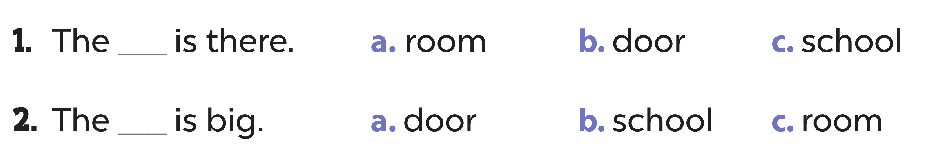 1. The ___ is there. a. room b. door c. school
2. The ___ is big. a. door b. school c. room